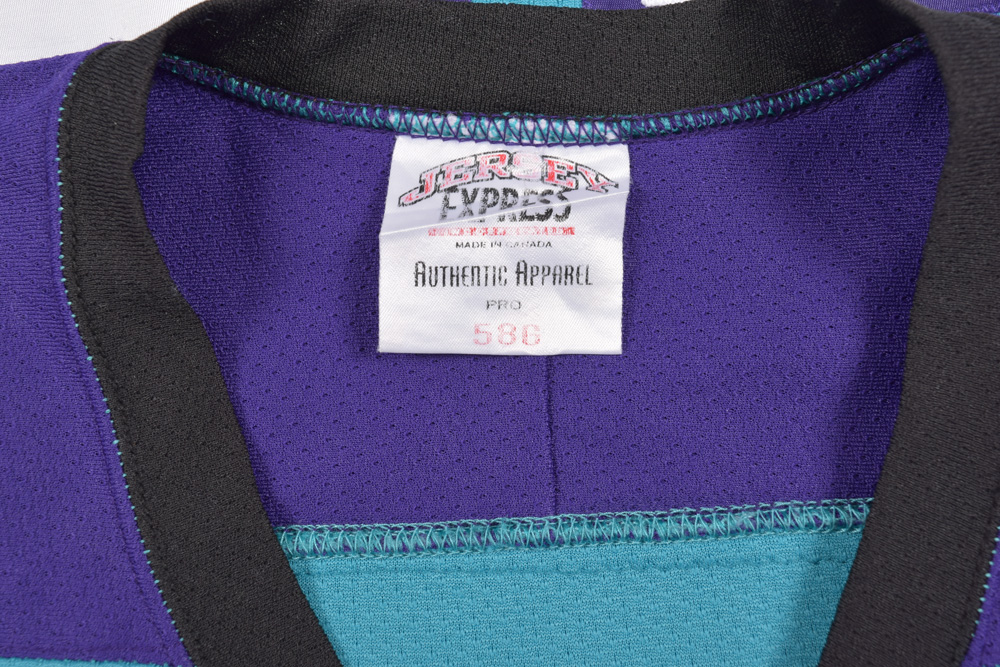 JERSEY
EXPRESS
MADE IN CANADA
AUTHENTIC APPAREL
PRO
586